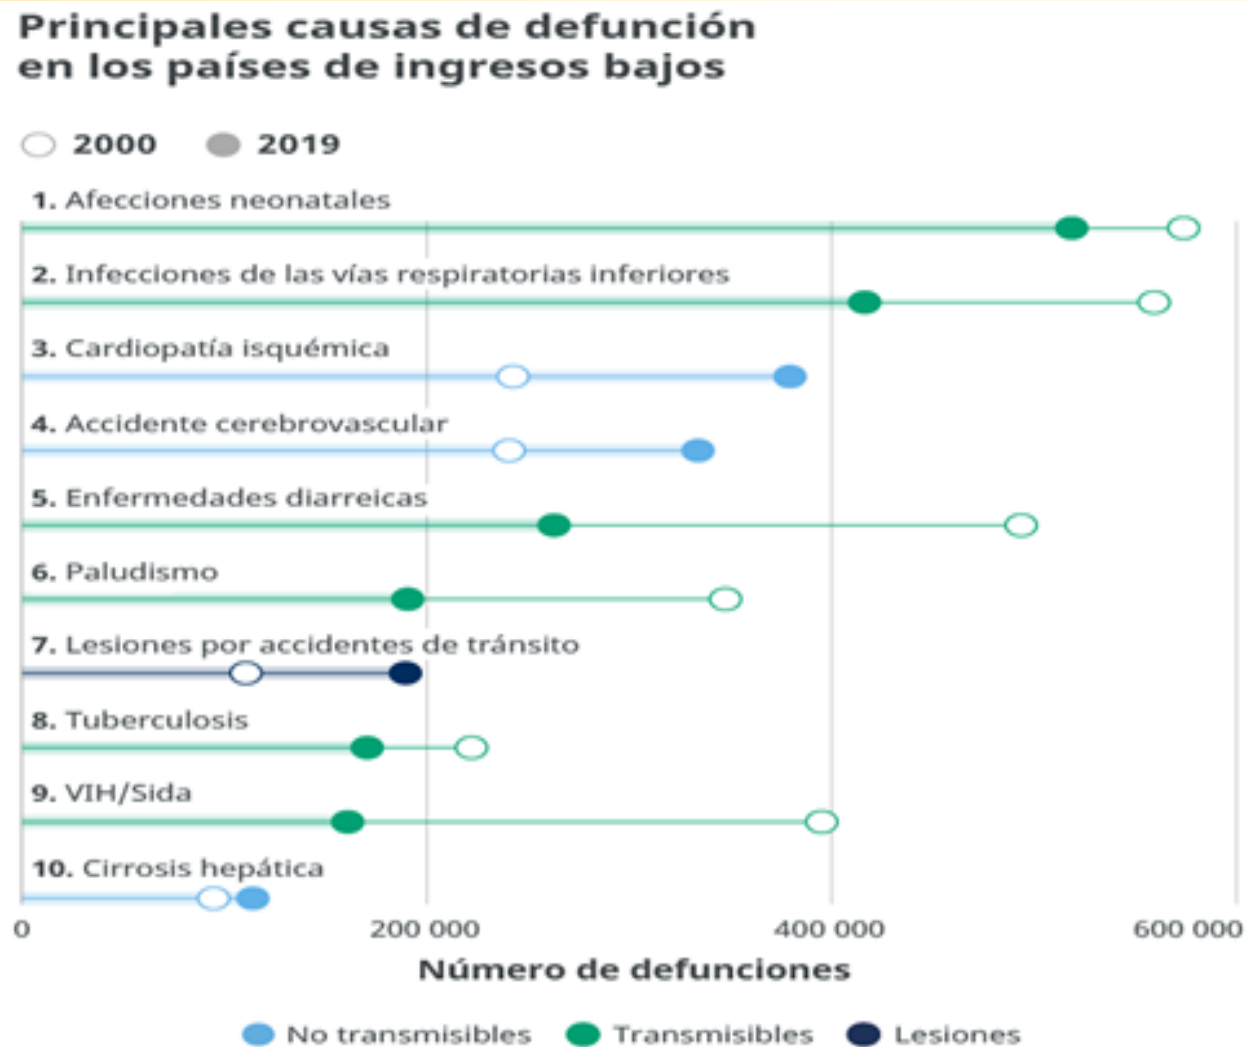 Principales causas de defunción
en los países de ingresos bajos
2000 2019
1. Afecciones neonatales
2. Infecciones de las vías respiratorias inferiores
3. Cardiopatía isquémica
4. Accidente cerebrovascular
5. Enfermedades diarreicas
6. Paludismo
7. Lesiones por accidentes de tránsito
8. Tuberculosis
9. VIH/Sida
10. Cirrosis hepática
0 200 000 400 000 600 000
Número de defunciones
No transmisibles Transmisibles Lesiones